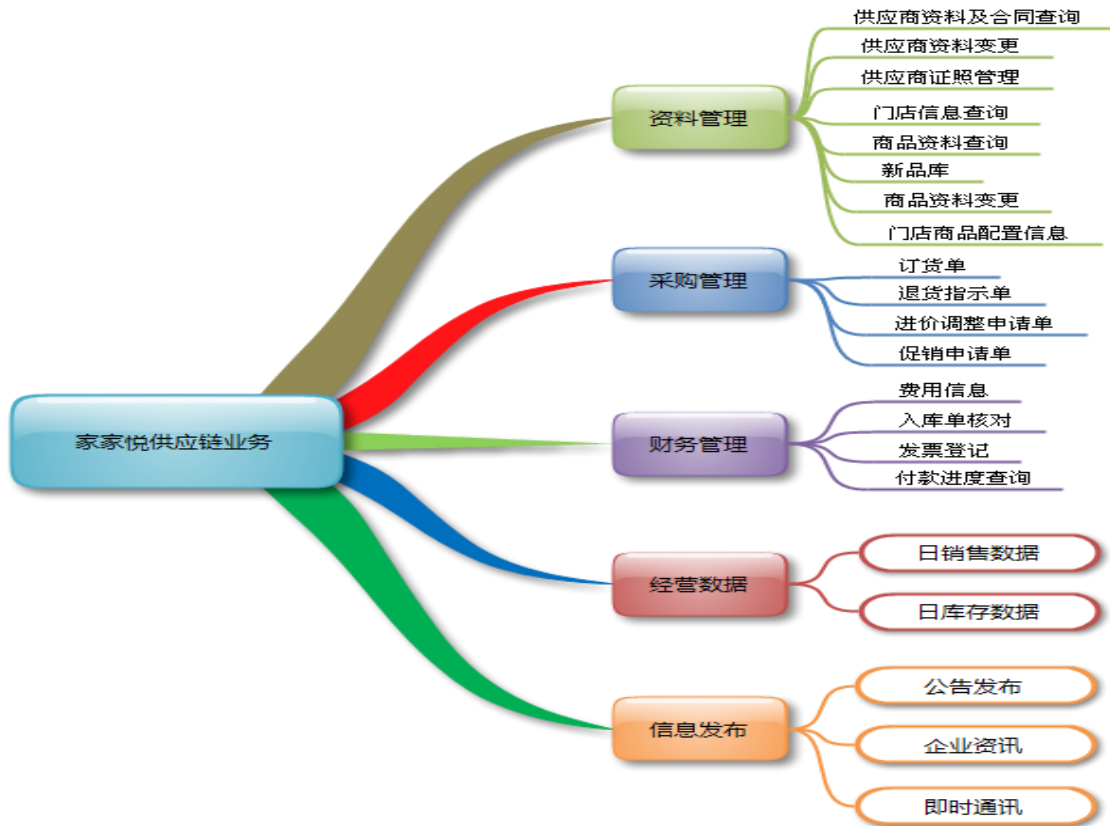 家家悦供应链业务
资料管理
供应商资料及合同查询
供应商资料变更
供应商证照管理
门店信息查询
商品资料查询
新品库
商品资料变更
门店商品配置信息
采购管理
订货单
退货指示单
进价调整申请单
促销申请单
财务管理
费用信息
入库单核对
发票登记
付款进度查询
经营数据
日销售数据
日库存数据
信息发布
公告发布
企业资讯
即时通讯